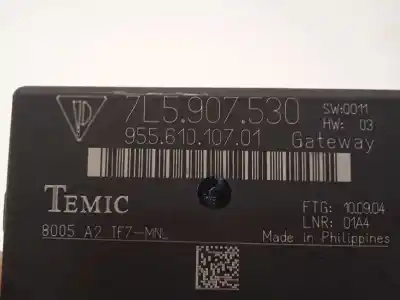 7L5.907.530
SW:0011
HW: 03
955.610.107.01
Gateway
TEMIC
FTG: 10.09.04
LNR: 01A4
8005 A2 IF7-MN
Made in Philippines